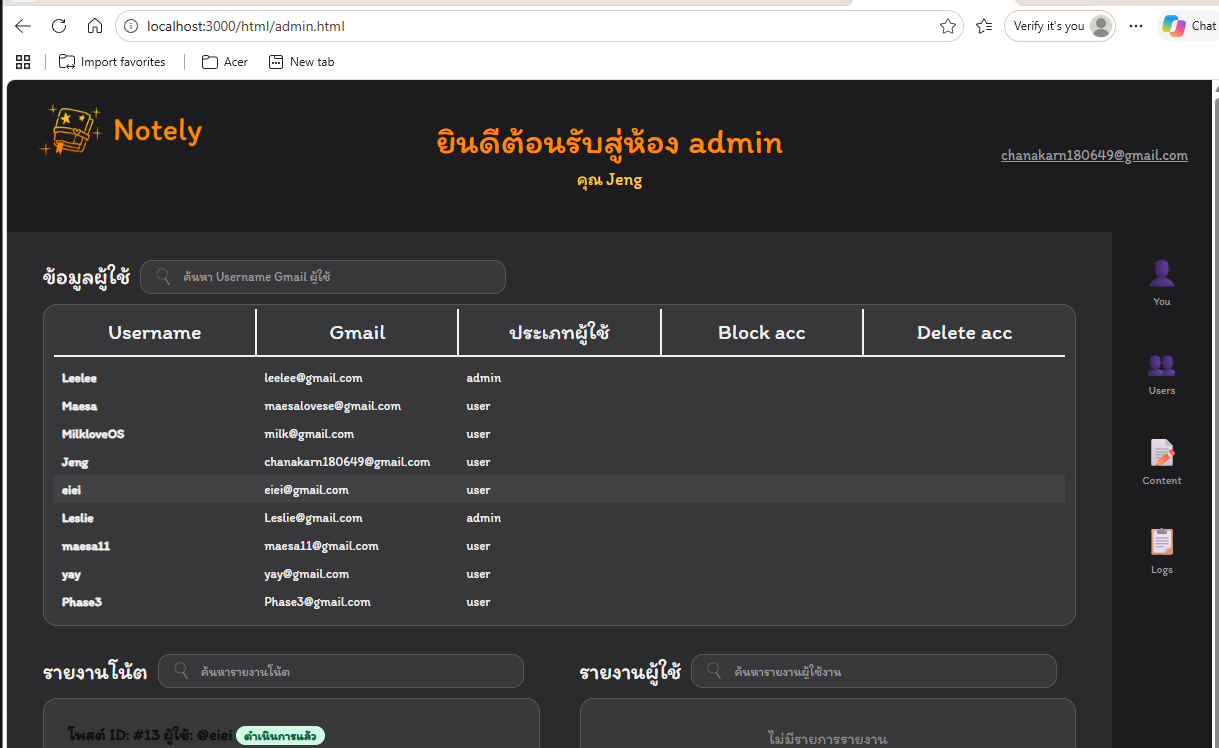 localhost:3000/html/admin.html
Verify it's you
Chat
Import favorites
Acer
New tab
Notely
ยินดีต้อนรับสู่ห้อง admin
คุณ Jeng
chanakarn180649@gmail.com
ข้อมูลผู้ใช้
ค้นหา Username Gmail ผู้ใช้
Username Gmail ประเภทผู้ใช้ Block acc Delete acc
Leelee leelee@gmail.com admin
Maesa maesalovese@gmail.com user
MilkloveOS milk@gmail.com user
Jeng chanakarn180649@gmail.com user
eiei eiei@gmail.com user
Leslie Leslie@gmail.com admin
maesa11 maesa11@gmail.com user
yay yay@gmail.com user
Phase3 Phase3@gmail.com user
You
Users
Content
Logs
รายงานโน้ต
ค้นหารายงานโน้ต
โพสต์ ID: #13 ผู้ใช้: @eiei ดำเนินการแล้ว
รายงานผู้ใช้
ค้นหารายงานผู้ใช้งาน
ไม่มีรายการรายงาน